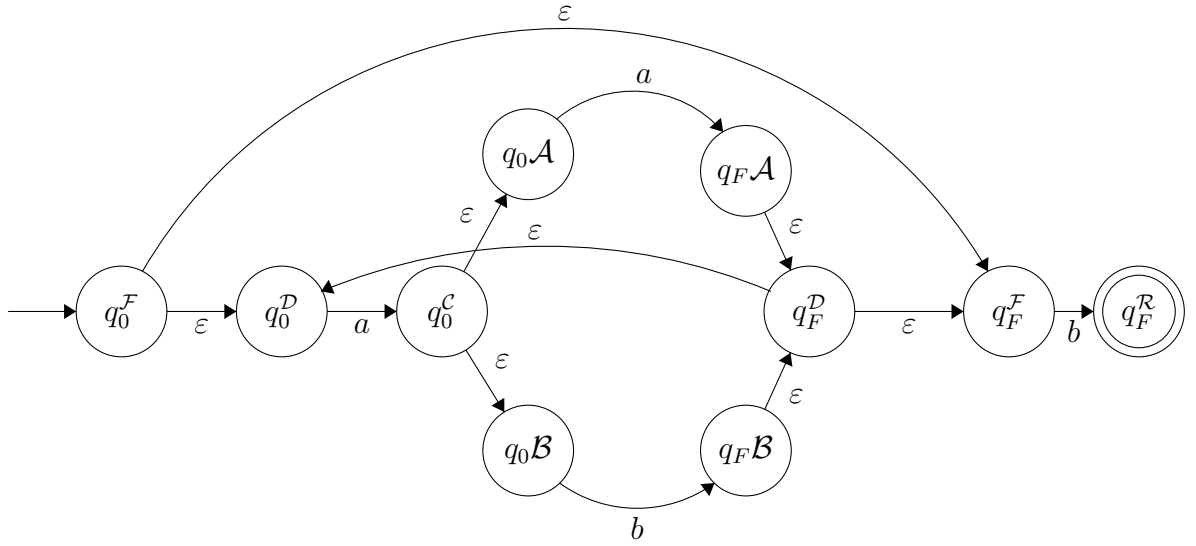 ε
a
q₀𝒜
q_F𝒜
ε
ε
ε
q₀^ℱ
ε
q₀^𝒟
a
q₀^𝒞
q_F^𝒟
ε
q_F^ℱ
b
q_F^ℛ
ε
ε
q₀ℬ
q_Fℬ
b